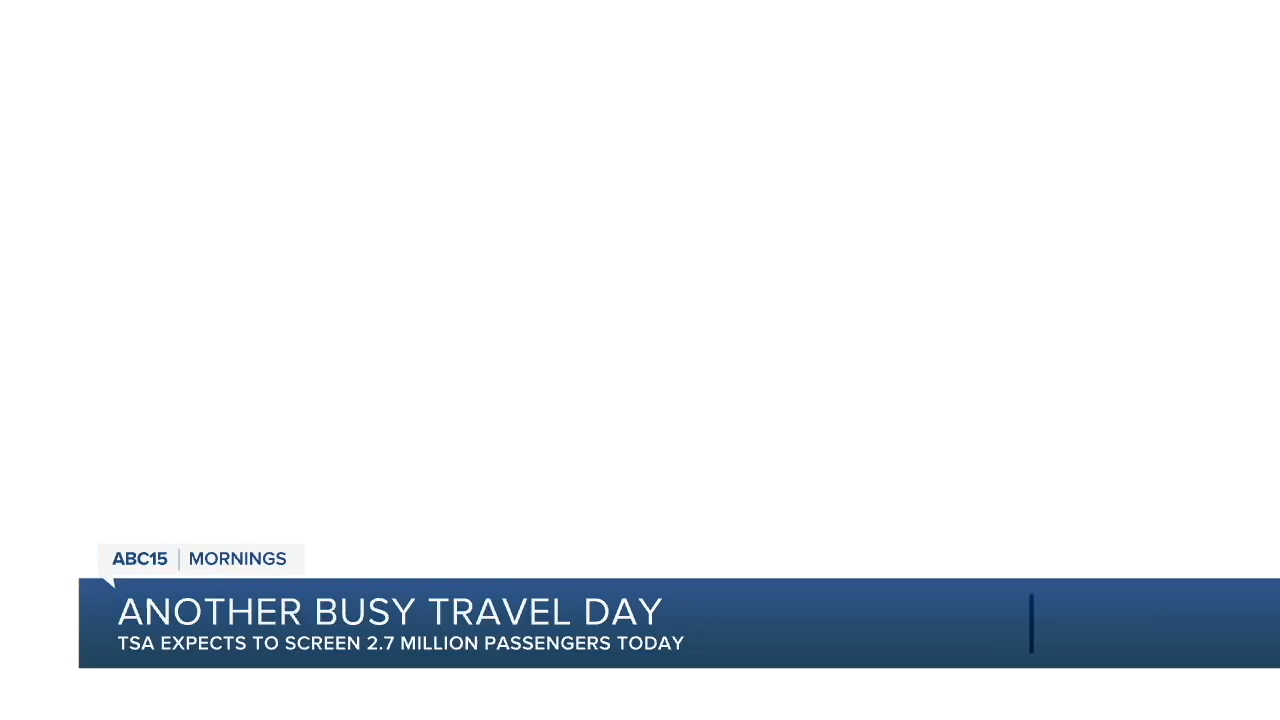 ABC15 | MORNINGS
ANOTHER BUSY TRAVEL DAY
TSA EXPECTS TO SCREEN 2.7 MILLION PASSENGERS TODAY